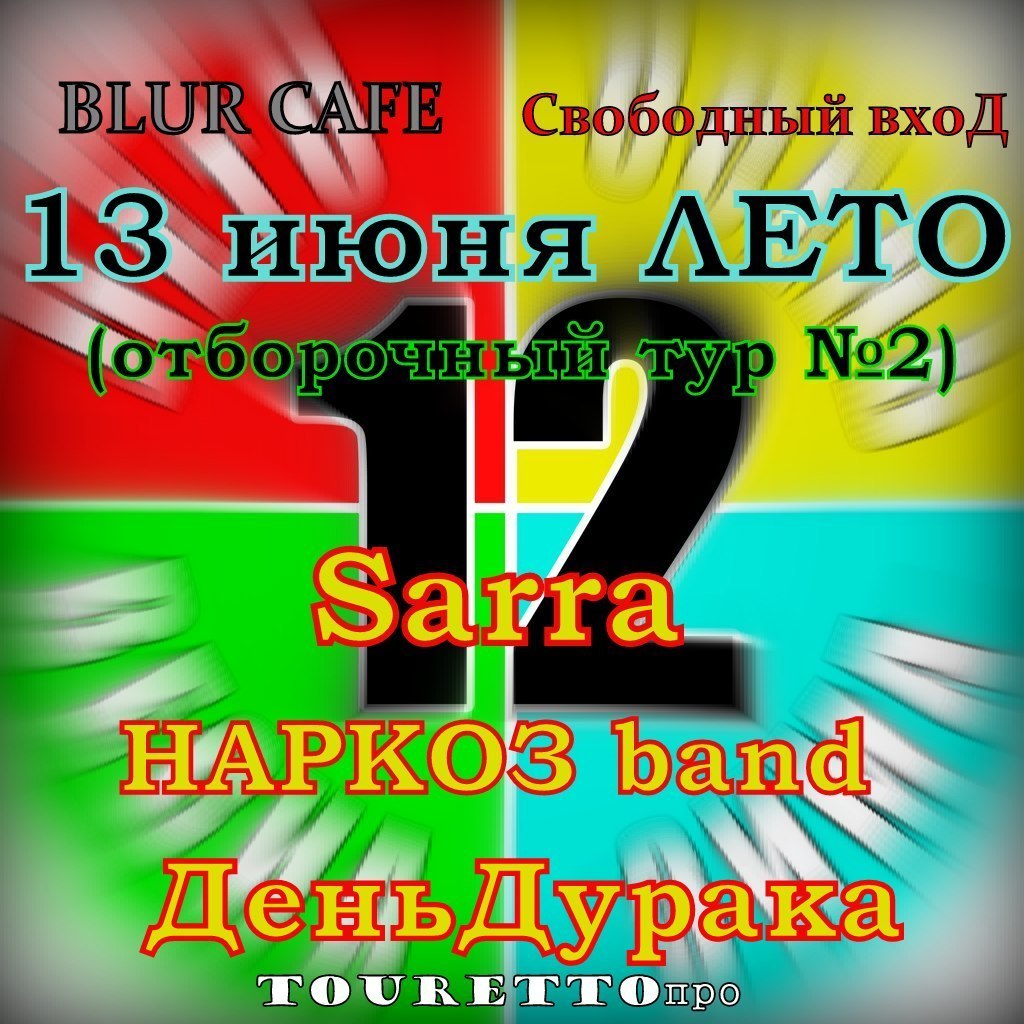 BLUR CAFE
Свободный вхоД
13 июня ЛЕТО
(отборочный тур №2)
12
Sarra
НАРКОЗ band
ДеньДурака
TOURETTOпро